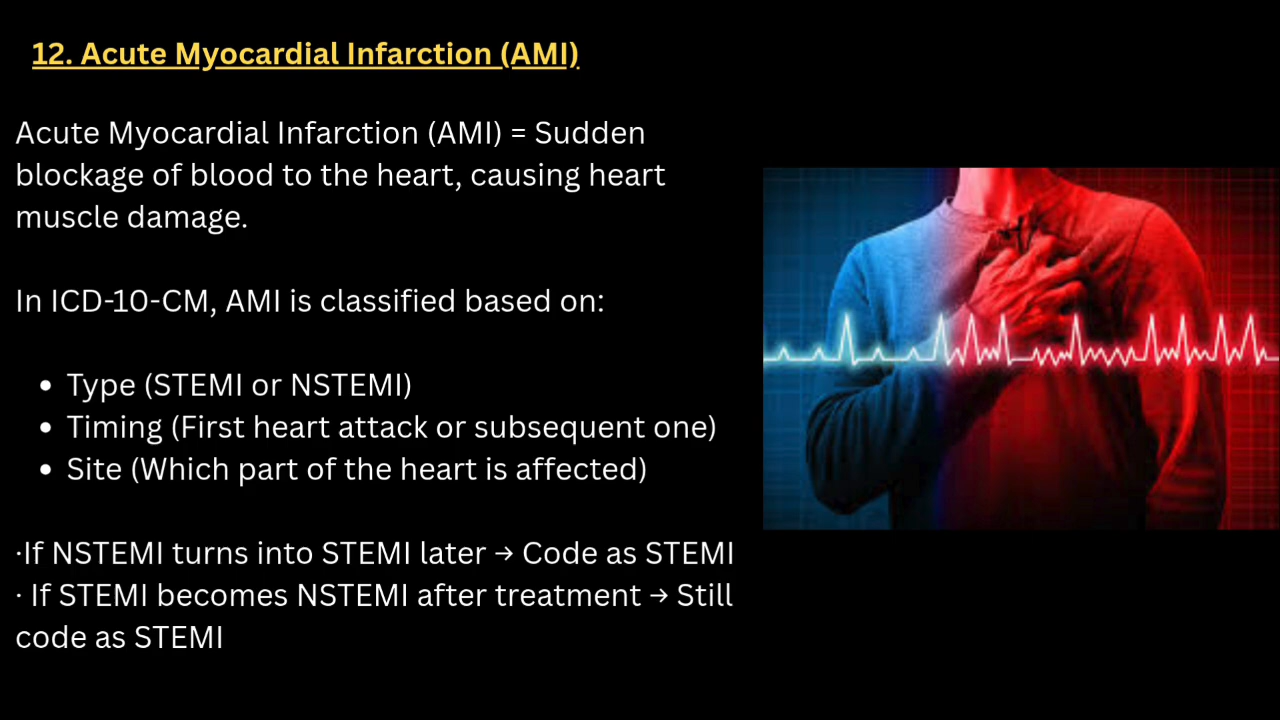 12. Acute Myocardial Infarction (AMI)
Acute Myocardial Infarction (AMI) = Sudden
blockage of blood to the heart, causing heart
muscle damage.
In ICD-10-CM, AMI is classified based on:
• Type (STEMI or NSTEMI)
• Timing (First heart attack or subsequent one)
• Site (Which part of the heart is affected)
·If NSTEMI turns into STEMI later → Code as STEMI
· If STEMI becomes NSTEMI after treatment → Still
code as STEMI